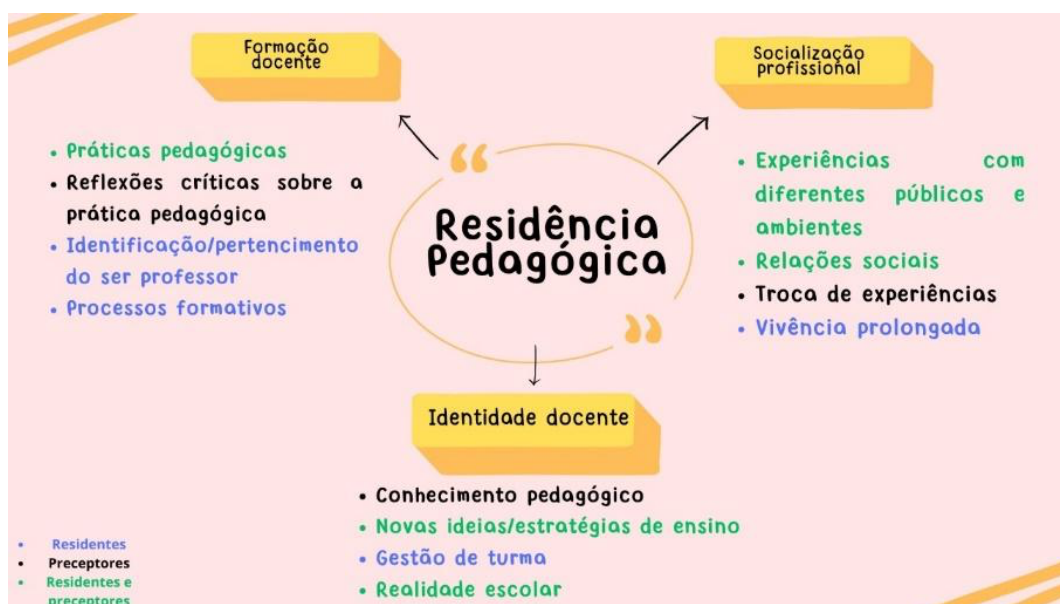 Formação
docente
Socialização
profissional
• Práticas pedagógicas
• Reflexões críticas sobre a
prática pedagógica
• Identificação/pertencimento
do ser professor
• Processos formativos
“
Residência
Pedagógica
”
• Experiências com
diferentes públicos e
ambientes
• Relações sociais
• Troca de experiências
• Vivência prolongada
Identidade docente
• Conhecimento pedagógico
• Novas ideias/estratégias de ensino
• Gestão de turma
• Realidade escolar
• Residentes
• Preceptores
• Residentes e
preceptores